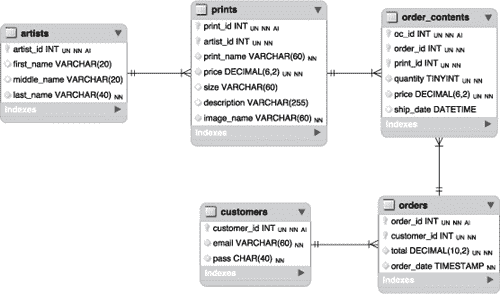 artists
artist_id INT UN NN AI
first_name VARCHAR(20)
middle_name VARCHAR(20)
last_name VARCHAR(40) NN
Indexes
prints
print_id INT UN NN AI
artist_id INT UN NN
print_name VARCHAR(60) NN
price DECIMAL(6,2) UN NN
size VARCHAR(60)
description VARCHAR(255)
image_name VARCHAR(60) NN
Indexes
order_contents
oc_id INT UN NN AI
order_id INT UN NN
print_id INT UN NN
quantity TINYINT UN NN
price DECIMAL(6,2) UN NN
ship_date DATETIME
Indexes
customers
customer_id INT UN NN AI
email VARCHAR(60) NN
pass CHAR(40) NN
Indexes
orders
order_id INT UN NN AI
customer_id INT UN NN
total DECIMAL(10,2) UN NN
order_date TIMESTAMP NN
Indexes